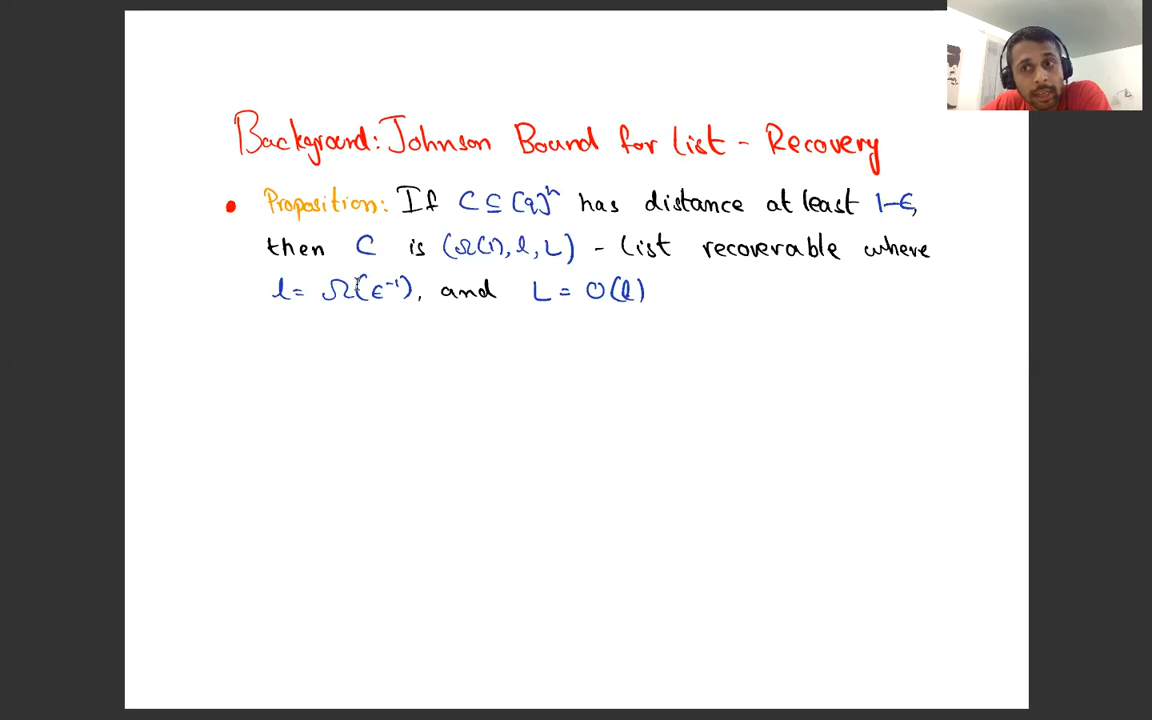 Background: Johnson Bound for List - Recovery
• Proposition: If C ⊆ [q]ⁿ has distance at least 1-ϵ,
then C is (Ω(1), l, L) - list recoverable where
l = Ω(ϵ⁻¹), and L = O(l)